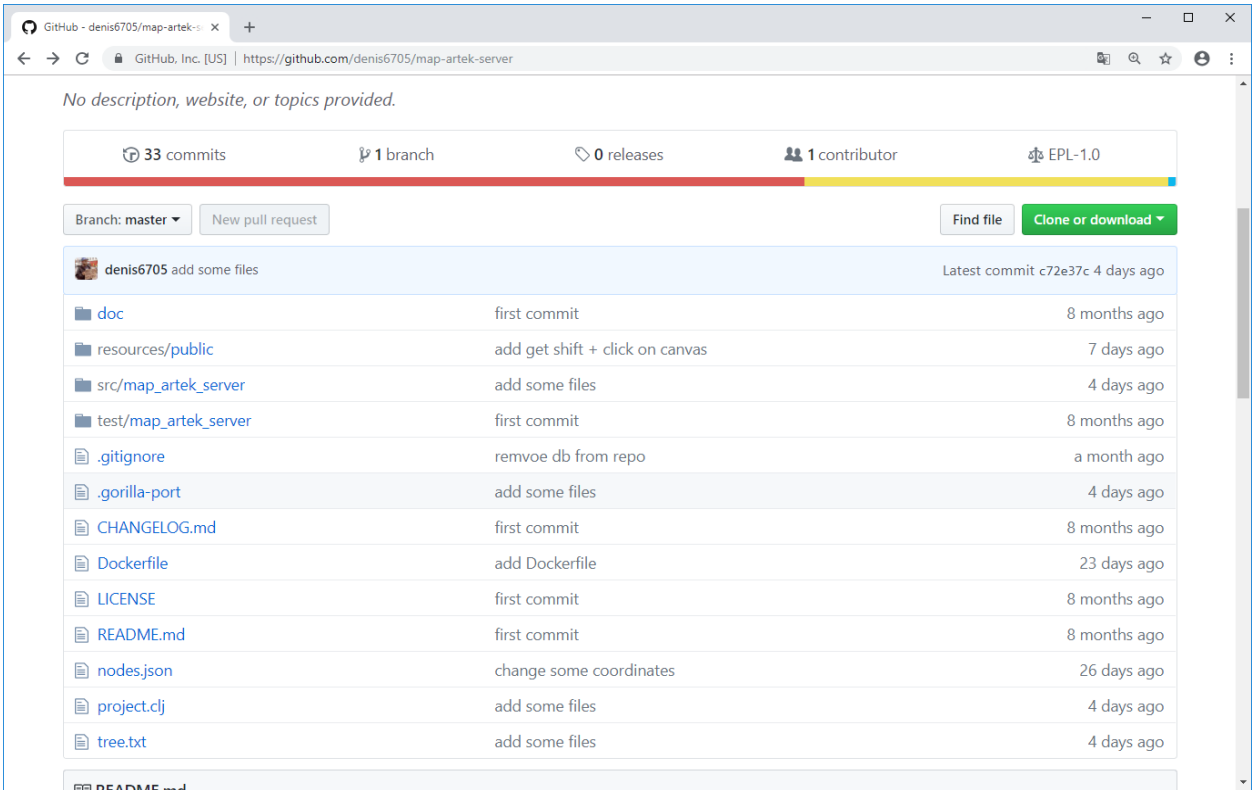 GitHub - denis6705/map-artek-s
GitHub, Inc. [US] | https://github.com/denis6705/map-artek-server
No description, website, or topics provided.
33 commits 1 branch 0 releases 1 contributor EPL-1.0
Branch: master New pull request Find file Clone or download
denis6705 add some files Latest commit c72e37c 4 days ago
doc first commit 8 months ago
resources/public add get shift + click on canvas 7 days ago
src/map_artek_server add some files 4 days ago
test/map_artek_server first commit 8 months ago
.gitignore remvoe db from repo a month ago
.gorilla-port add some files 4 days ago
CHANGELOG.md first commit 8 months ago
Dockerfile add Dockerfile 23 days ago
LICENSE first commit 8 months ago
README.md first commit 8 months ago
nodes.json change some coordinates 26 days ago
project.clj add some files 4 days ago
tree.txt add some files 4 days ago
README.md